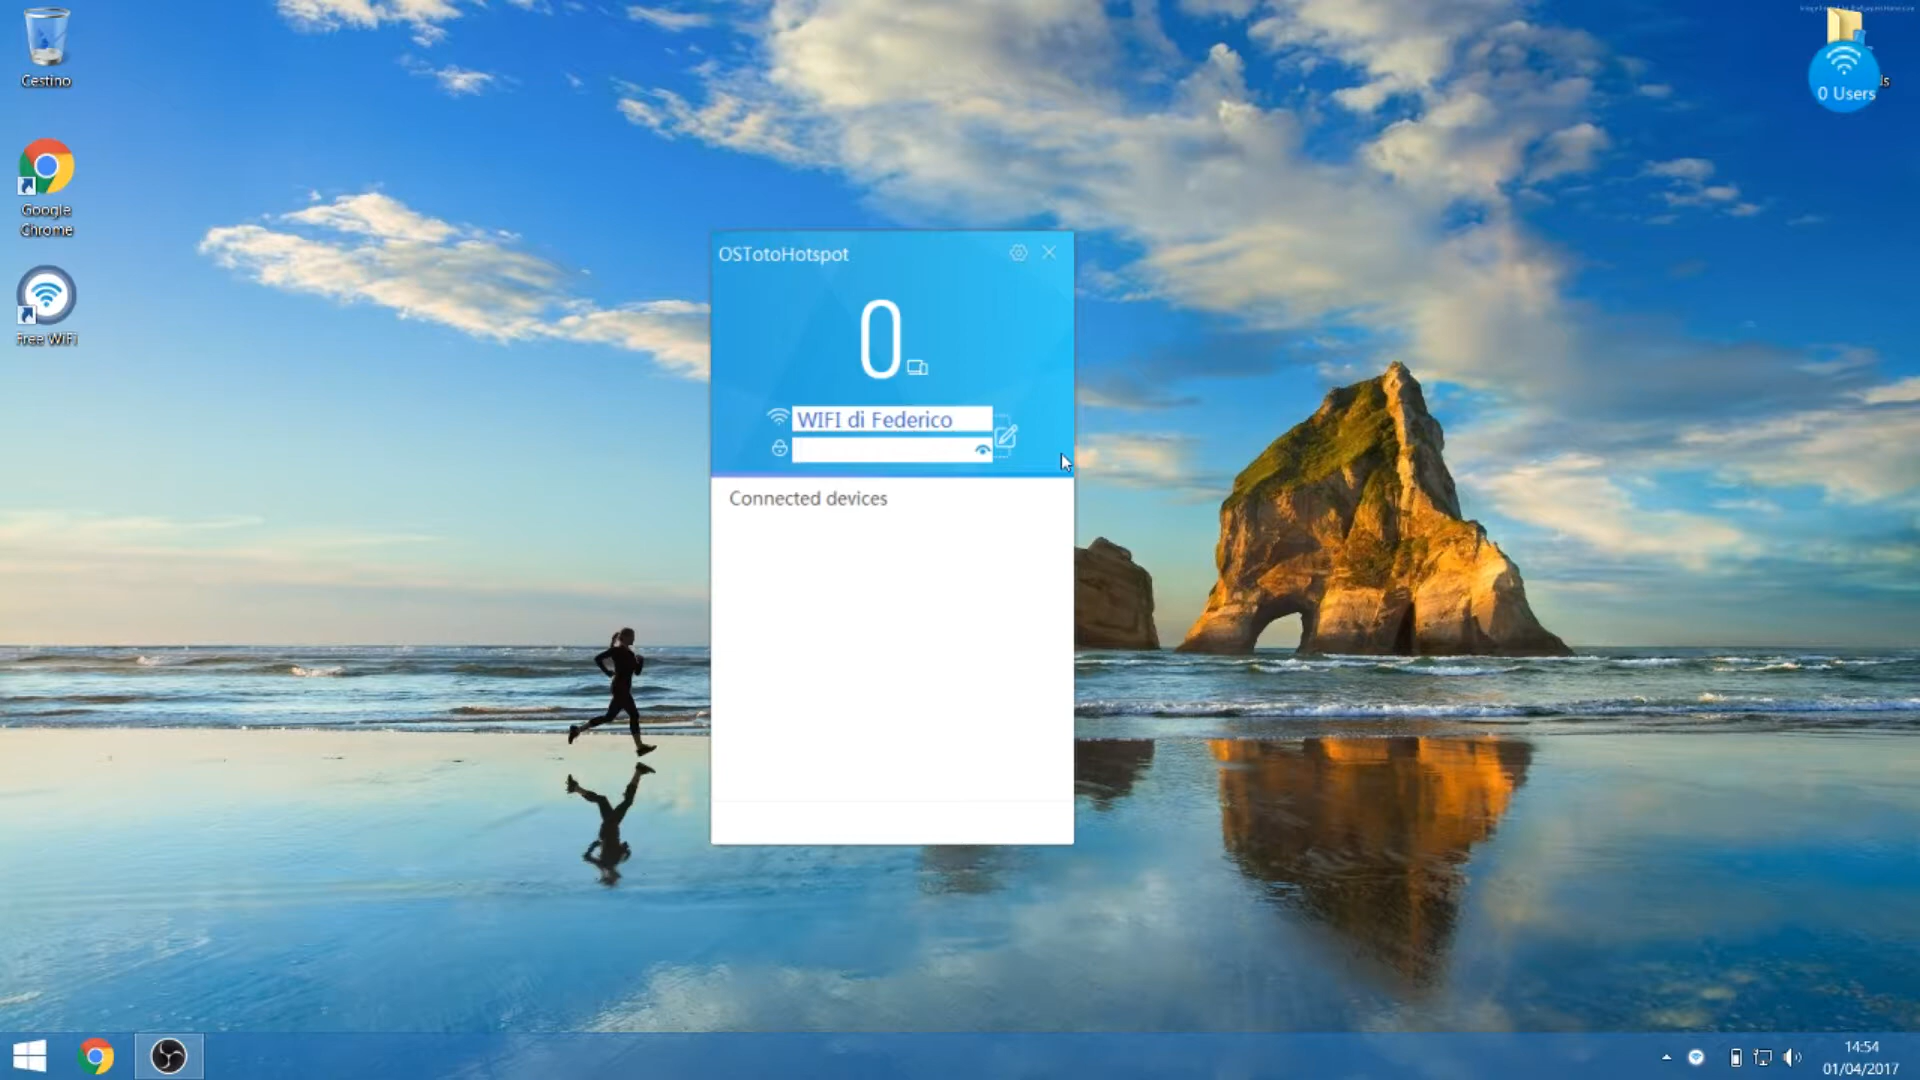 Cestino
Google
Chrome
Free WiFi
0 Users
OSTotoHotspot
0
WIFI di Federico
Connected devices
14:54
01/04/2017